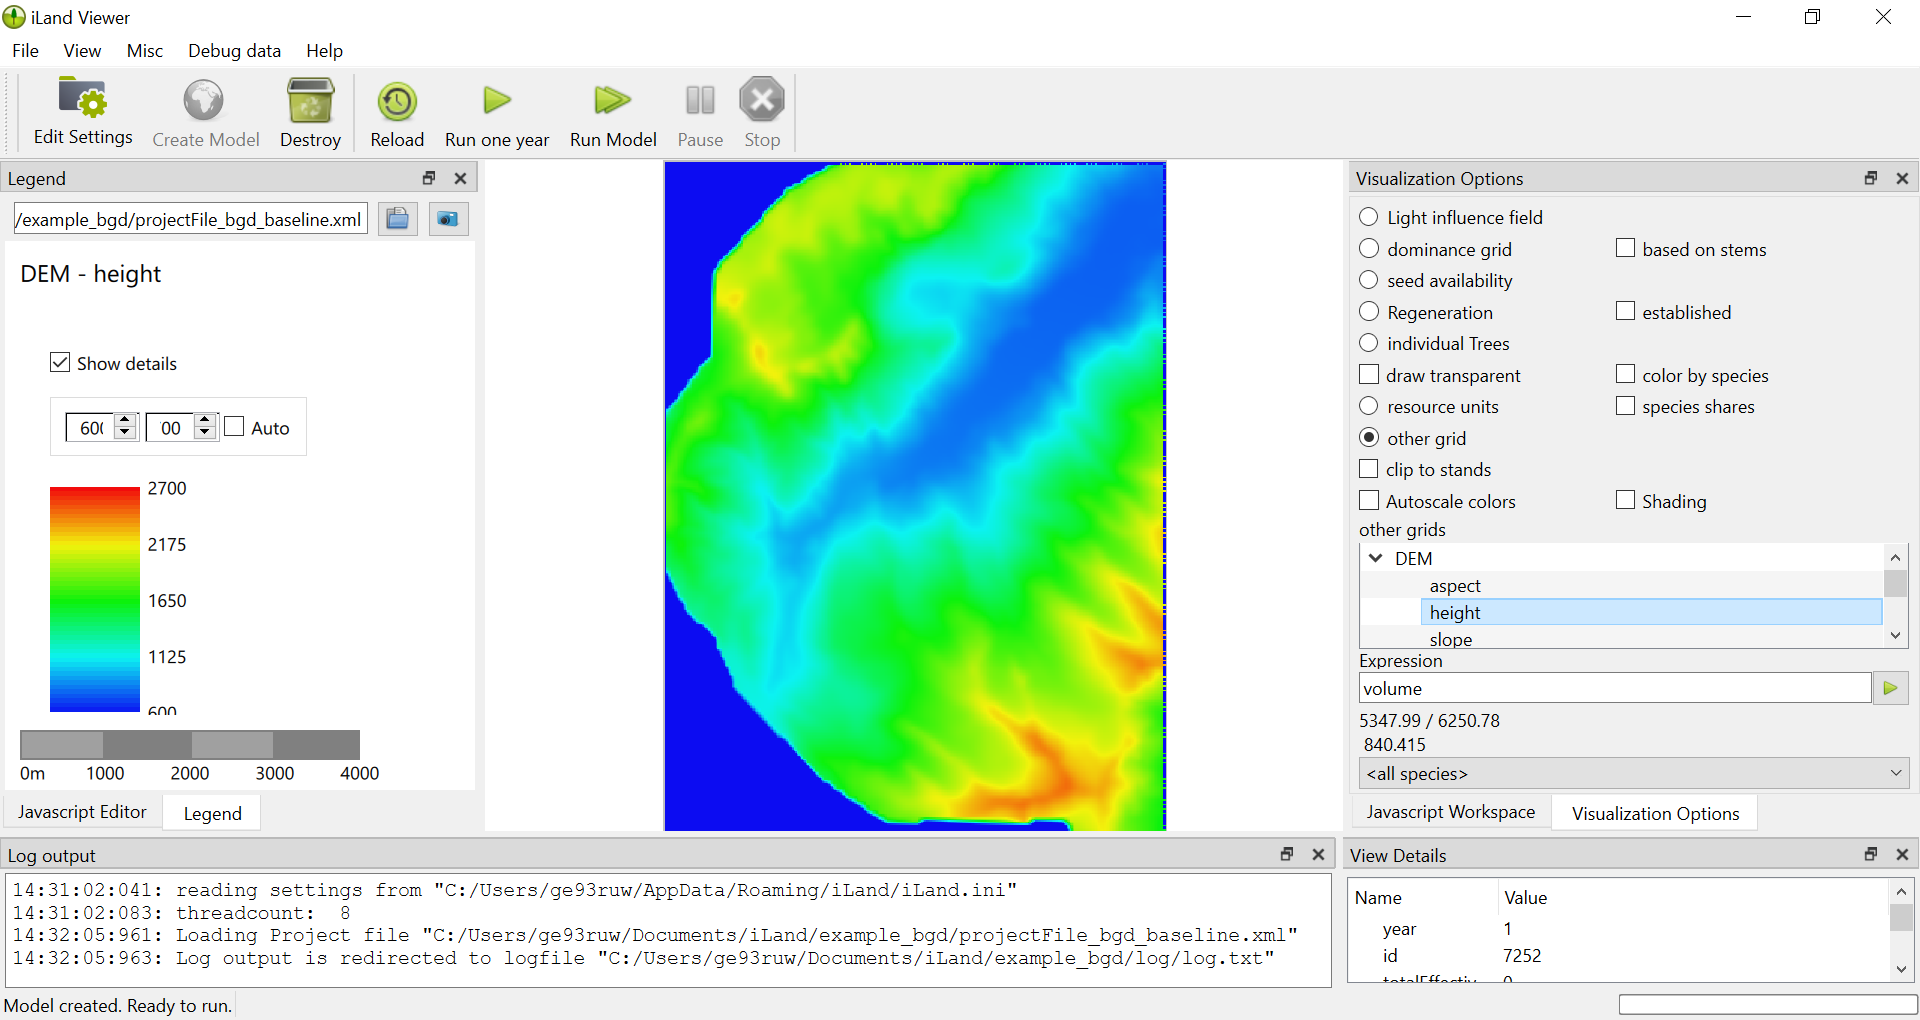 iLand Viewer
File View Misc Debug data Help
Edit Settings Create Model Destroy Reload Run one year Run Model Pause Stop
Legend
/example_bgd/projectFile_bgd_baseline.xml
DEM - height
Show details
600 00 Auto
2700
2175
1650
1125
600
0m 1000 2000 3000 4000
Javascript Editor Legend
Visualization Options
Light influence field
dominance grid based on stems
seed availability
Regeneration established
individual Trees
draw transparent color by species
resource units species shares
other grid
clip to stands
Autoscale colors Shading
other grids
DEM
aspect
height
slope
Expression
volume
5347.99 / 6250.78
840.415
<all species>
Javascript Workspace Visualization Options
Log output
14:31:02:041: reading settings from "C:/Users/ge93ruw/AppData/Roaming/iLand/iLand.ini"
14:31:02:083: threadcount: 8
14:32:05:961: Loading Project file "C:/Users/ge93ruw/Documents/iLand/example_bgd/projectFile_bgd_baseline.xml"
14:32:05:963: Log output is redirected to logfile "C:/Users/ge93ruw/Documents/iLand/example_bgd/log/log.txt"
View Details
Name Value
year 1
id 7252
totalEffectiv 0
Model created. Ready to run.